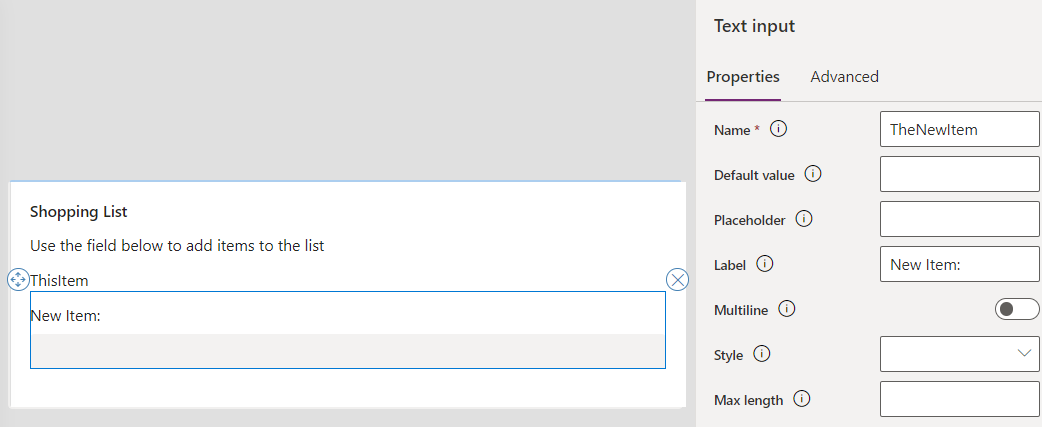 Text input
Properties Advanced
Name * TheNewItem
Default value
Placeholder
Label New Item:
Multiline
Style
Max length
Shopping List
Use the field below to add items to the list
ThisItem
New Item: